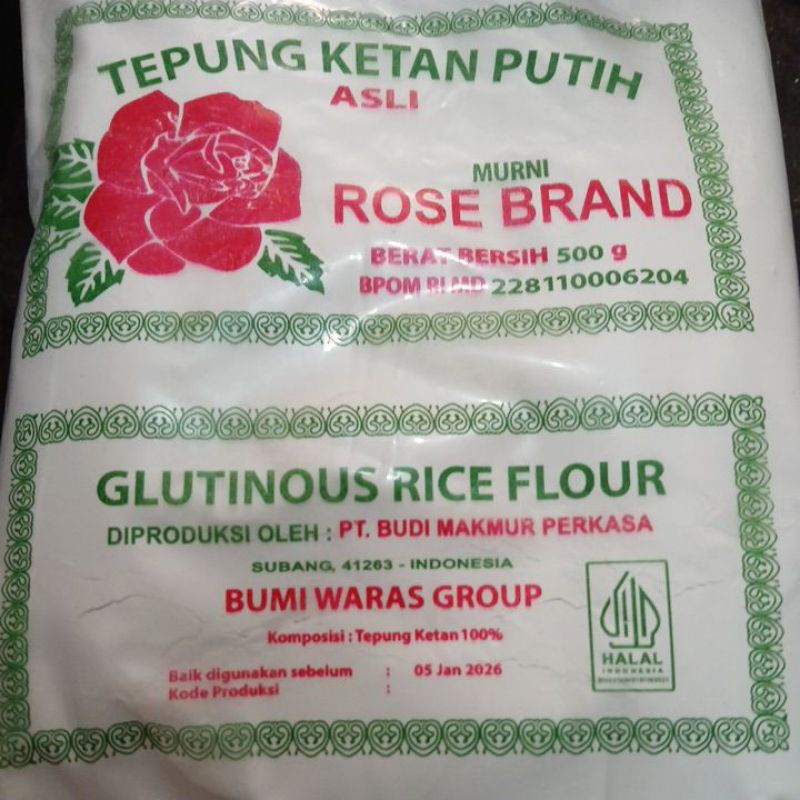 TEPUNG KETAN PUTIH
ASLI
MURNI
ROSE BRAND
BERAT BERSIH 500 g
BPOM RI MD 228110006204
GLUTINOUS RICE FLOUR
DIPRODUKSI OLEH : PT. BUDI MAKMUR PERKASA
SUBANG, 41263 - INDONESIA
BUMI WARAS GROUP
Komposisi : Tepung Ketan 100%
Baik digunakan sebelum : 05 Jan 2026
Kode Produksi :
HALAL
INDONESIA